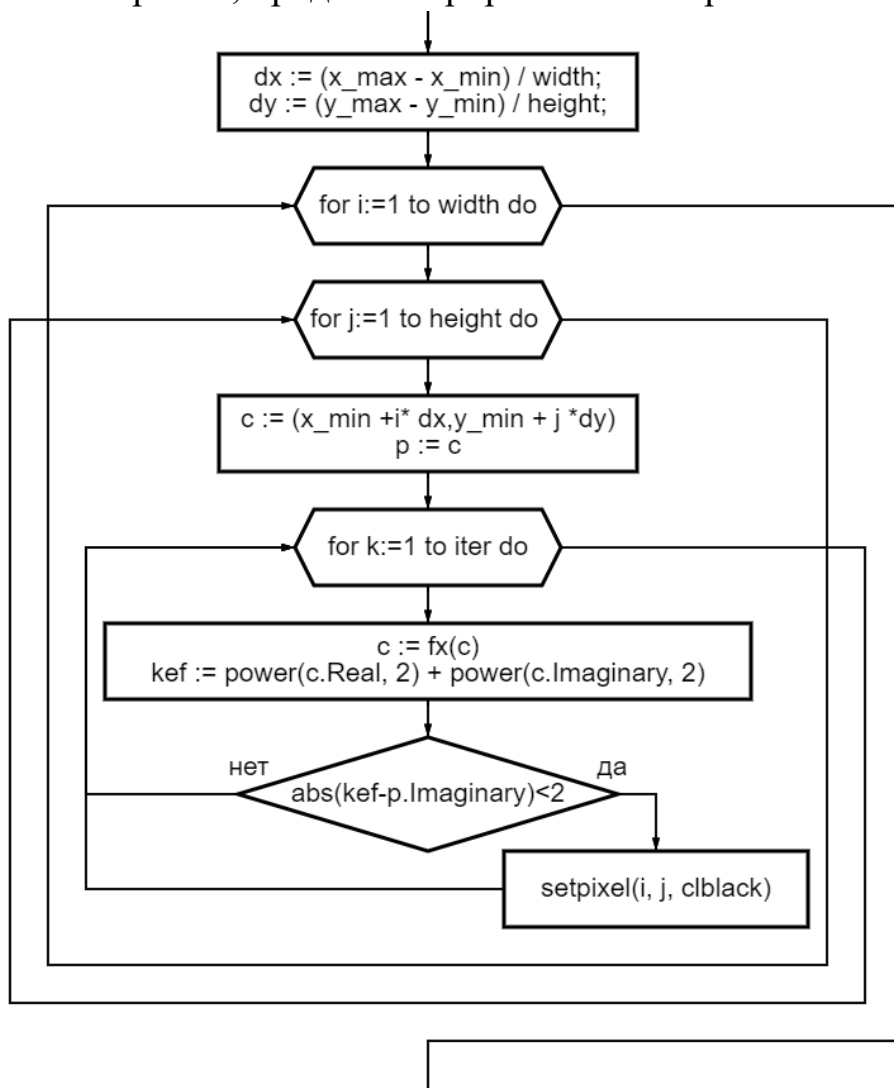 dx := (x_max - x_min) / width;
dy := (y_max - y_min) / height;
for i:=1 to width do
for j:=1 to height do
c := (x_min +i* dx,y_min + j *dy)
p := c
for k:=1 to iter do
c := fx(c)
kef := power(c.Real, 2) + power(c.Imaginary, 2)
нет
да
abs(kef-p.Imaginary)<2
setpixel(i, j, clblack)